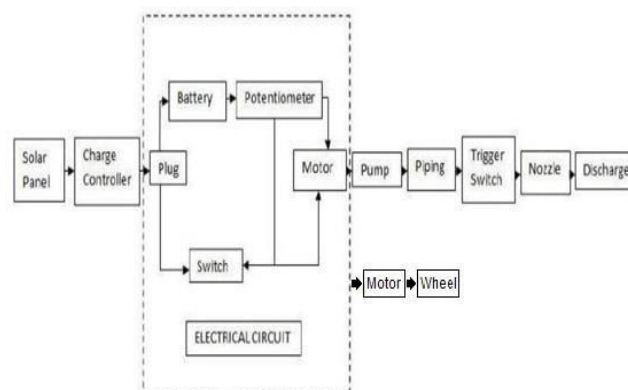 Solar
Panel
Charge
Controller
Plug
Battery
Potentiometer
Motor
Switch
ELECTRICAL CIRCUIT
Pump
Piping
Trigger
Switch
Nozzle
Discharge
Motor
Wheel